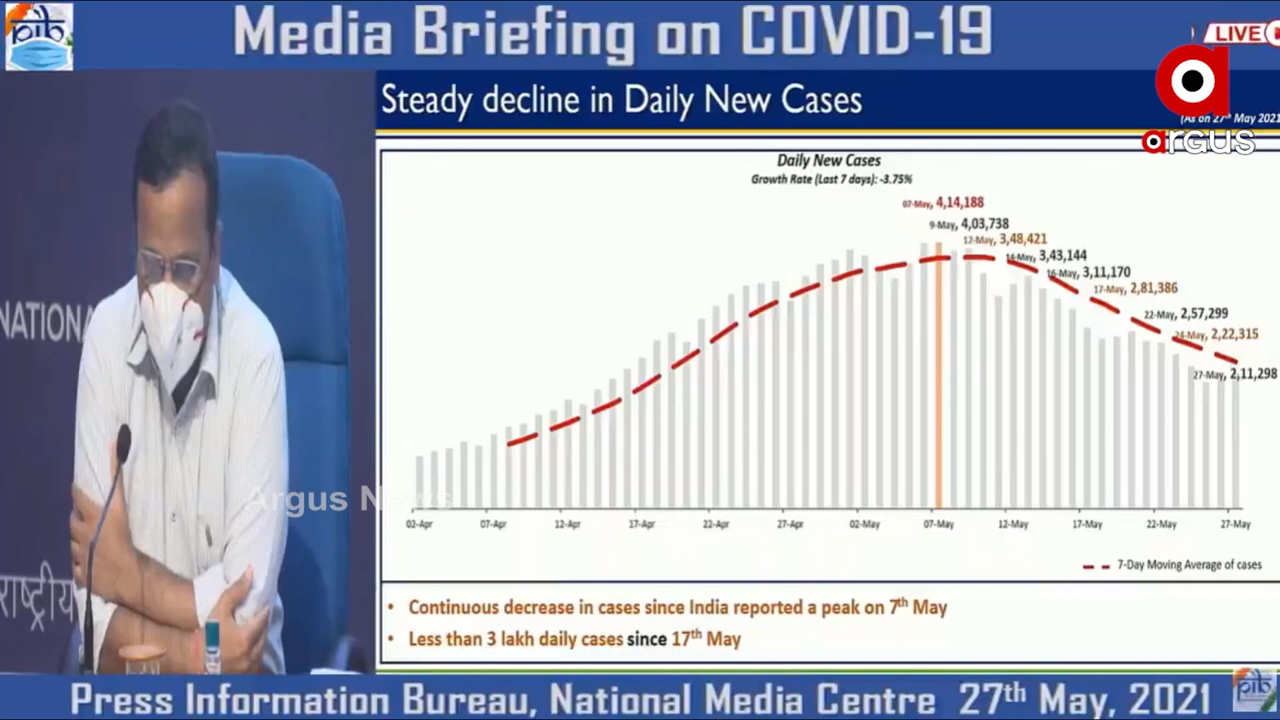 pib
Media Briefing on COVID-19
LIVE
Steady decline in Daily New Cases
(As on 27th May 2021
argus
Daily New Cases
Growth Rate (Last 7 days): -3.75%
07-May, 4,14,188
9-May, 4,03,738
12-May, 3,48,421
14-May, 3,43,144
16-May, 3,11,170
17-May, 2,81,386
22-May, 2,57,299
24-May, 2,22,315
27-May, 2,11,298
02-Apr 07-Apr 12-Apr 17-Apr 22-Apr 27-Apr 02-May 07-May 12-May 17-May 22-May 27-May
7-Day Moving Average of cases
• Continuous decrease in cases since India reported a peak on 7th May
• Less than 3 lakh daily cases since 17th May
NATIONA
राष्ट्रीय
Argus News
Press Information Bureau, National Media Centre 27th May, 2021
pib